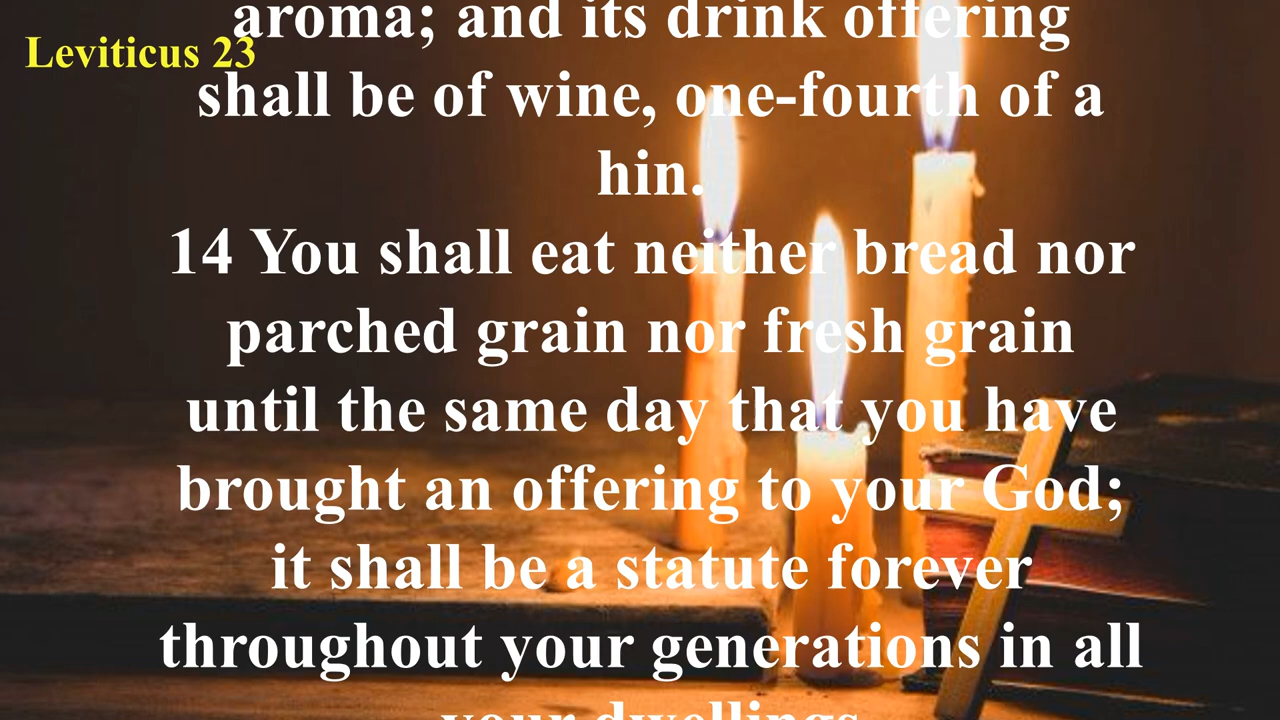 Leviticus 23
aroma; and its drink offering
shall be of wine, one-fourth of a
hin.
14 You shall eat neither bread nor
parched grain nor fresh grain
until the same day that you have
brought an offering to your God;
it shall be a statute forever
throughout your generations in all
your dwellings